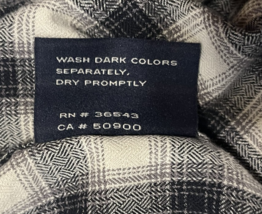 WASH DARK COLORS
SEPARATELY,
DRY PROMPTLY
RN # 36543
CA # 50900